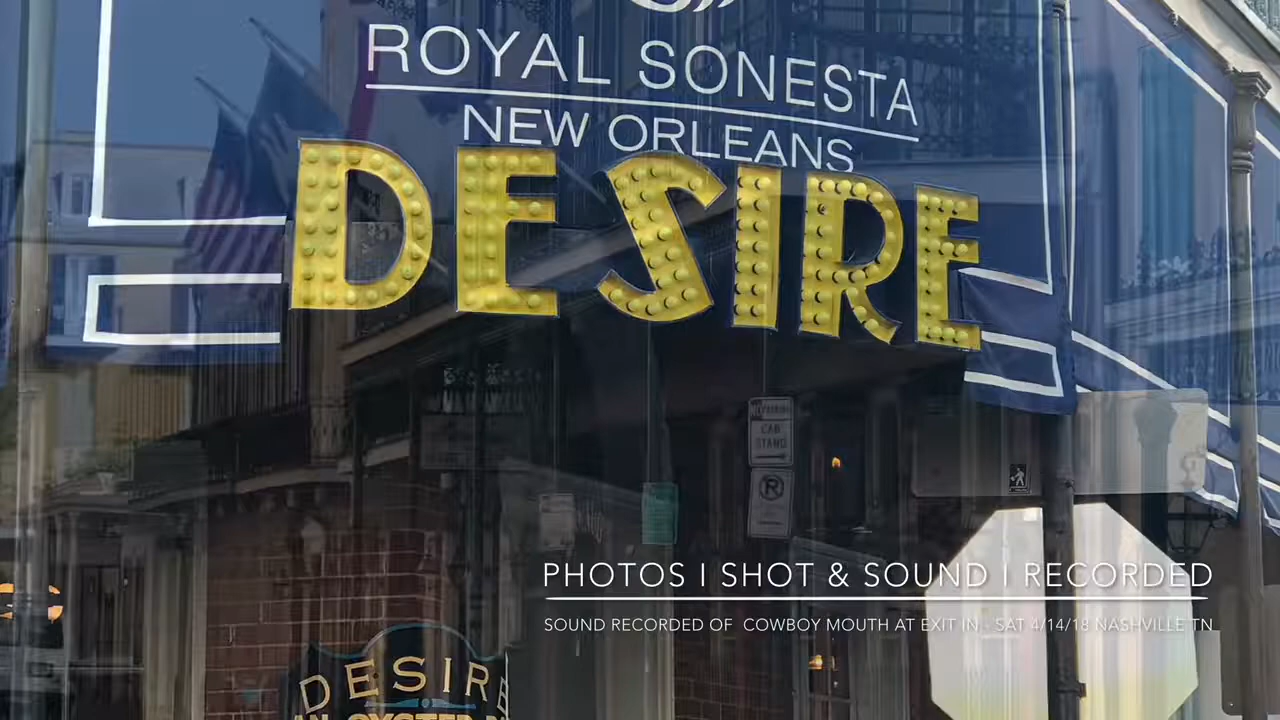 ROYAL SONESTA
NEW ORLEANS
DESIRE
CAB
STAND
PHOTOS I SHOT & SOUND I RECORDED
SOUND RECORDED OF COWBOY MOUTH AT EXIT IN - SAT 4/14/18 NASHVILLE TN
DESIRE
OYSTER